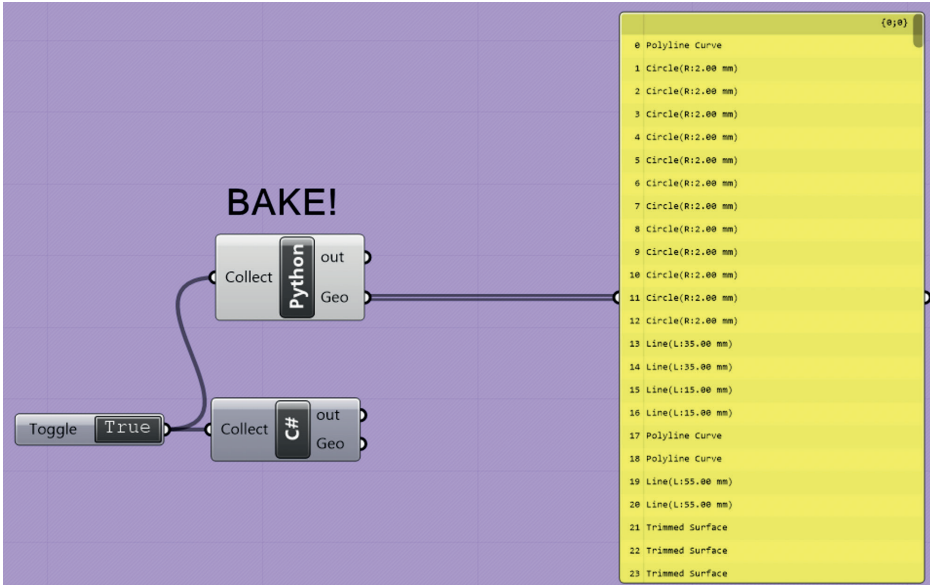 BAKE!
Collect Python out
Geo
Toggle True
Collect C# out
Geo
{0;0}
0 Polyline Curve
1 Circle(R:2.00 mm)
2 Circle(R:2.00 mm)
3 Circle(R:2.00 mm)
4 Circle(R:2.00 mm)
5 Circle(R:2.00 mm)
6 Circle(R:2.00 mm)
7 Circle(R:2.00 mm)
8 Circle(R:2.00 mm)
9 Circle(R:2.00 mm)
10 Circle(R:2.00 mm)
11 Circle(R:2.00 mm)
12 Circle(R:2.00 mm)
13 Line(L:35.00 mm)
14 Line(L:35.00 mm)
15 Line(L:15.00 mm)
16 Line(L:15.00 mm)
17 Polyline Curve
18 Polyline Curve
19 Line(L:55.00 mm)
20 Line(L:55.00 mm)
21 Trimmed Surface
22 Trimmed Surface
23 Trimmed Surface